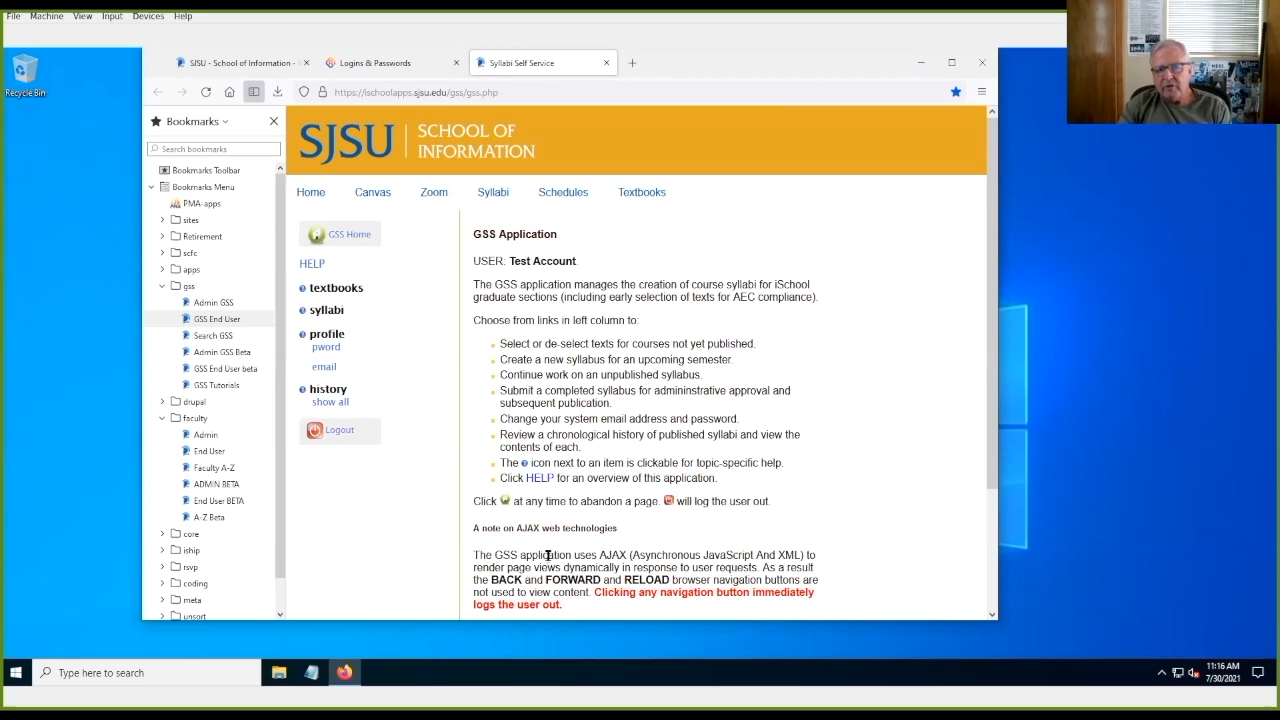 File Machine View Input Devices Help
Recycle Bin
SJSU - School of Information -
Logins & Passwords
Syllabi Self Service
https://ischoolapps.sjsu.edu/gss/gss.php
Bookmarks
Search bookmarks
Bookmarks Toolbar
Bookmarks Menu
PMA-apps
sites
Retirement
scfc
apps
gss
Admin GSS
GSS End User
Search GSS
Admin GSS Beta
GSS End User beta
GSS Tutorials
drupal
faculty
Admin
End User
Faculty A-Z
ADMIN BETA
End User BETA
A-Z Beta
core
iship
rsvp
coding
meta
unsort
SJSU SCHOOL OF
INFORMATION
Home Canvas Zoom Syllabi Schedules Textbooks
GSS Home
HELP
textbooks
syllabi
profile
pword
email
history
show all
Logout
GSS Application
USER: Test Account.
The GSS application manages the creation of course syllabi for iSchool
graduate sections (including early selection of texts for AEC compliance).
Choose from links in left column to:
Select or de-select texts for courses not yet published.
Create a new syllabus for an upcoming semester.
Continue work on an unpublished syllabus.
Submit a completed syllabus for admininstrative approval and
subsequent publication.
Change your system email address and password.
Review a chronological history of published syllabi and view the
contents of each.
The ? icon next to an item is clickable for topic-specific help.
Click HELP for an overview of this application.
Click at any time to abandon a page. will log the user out.
A note on AJAX web technologies
The GSS application uses AJAX (Asynchronous JavaScript And XML) to
render page views dynamically in response to user requests. As a result
the BACK and FORWARD and RELOAD browser navigation buttons are
not used to view content. Clicking any navigation button immediately
logs the user out.
Type here to search
11:16 AM
7/30/2021
Adler